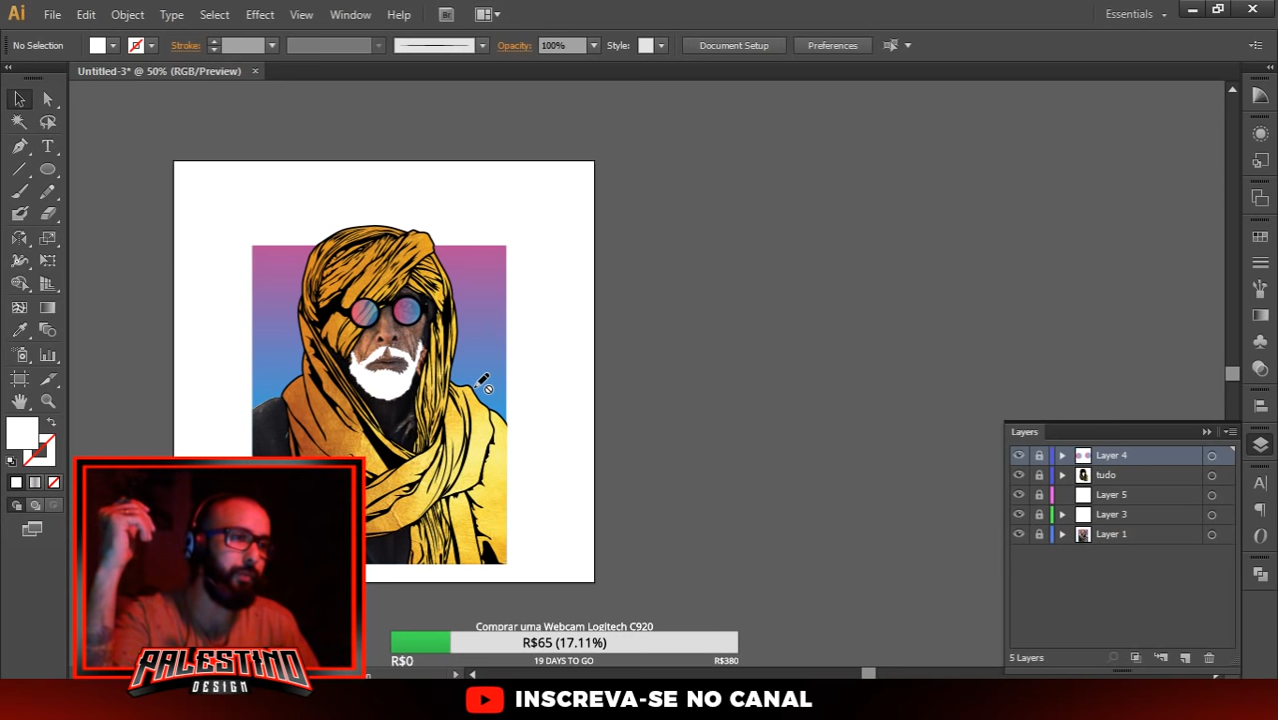 Ai File Edit Object Type Select Effect View Window Help Br Essentials
No Selection Stroke: Opacity: 100% Style: Document Setup Preferences
Untitled-3* @ 50% (RGB/Preview)
Layers
Layer 4
tudo
Layer 5
Layer 3
Layer 1
5 Layers
Comprar uma Webcam Logitech C920
R$65 (17.11%)
R$0 19 DAYS TO GO R$380
PALESTINO
DESIGN
INSCREVA-SE NO CANAL